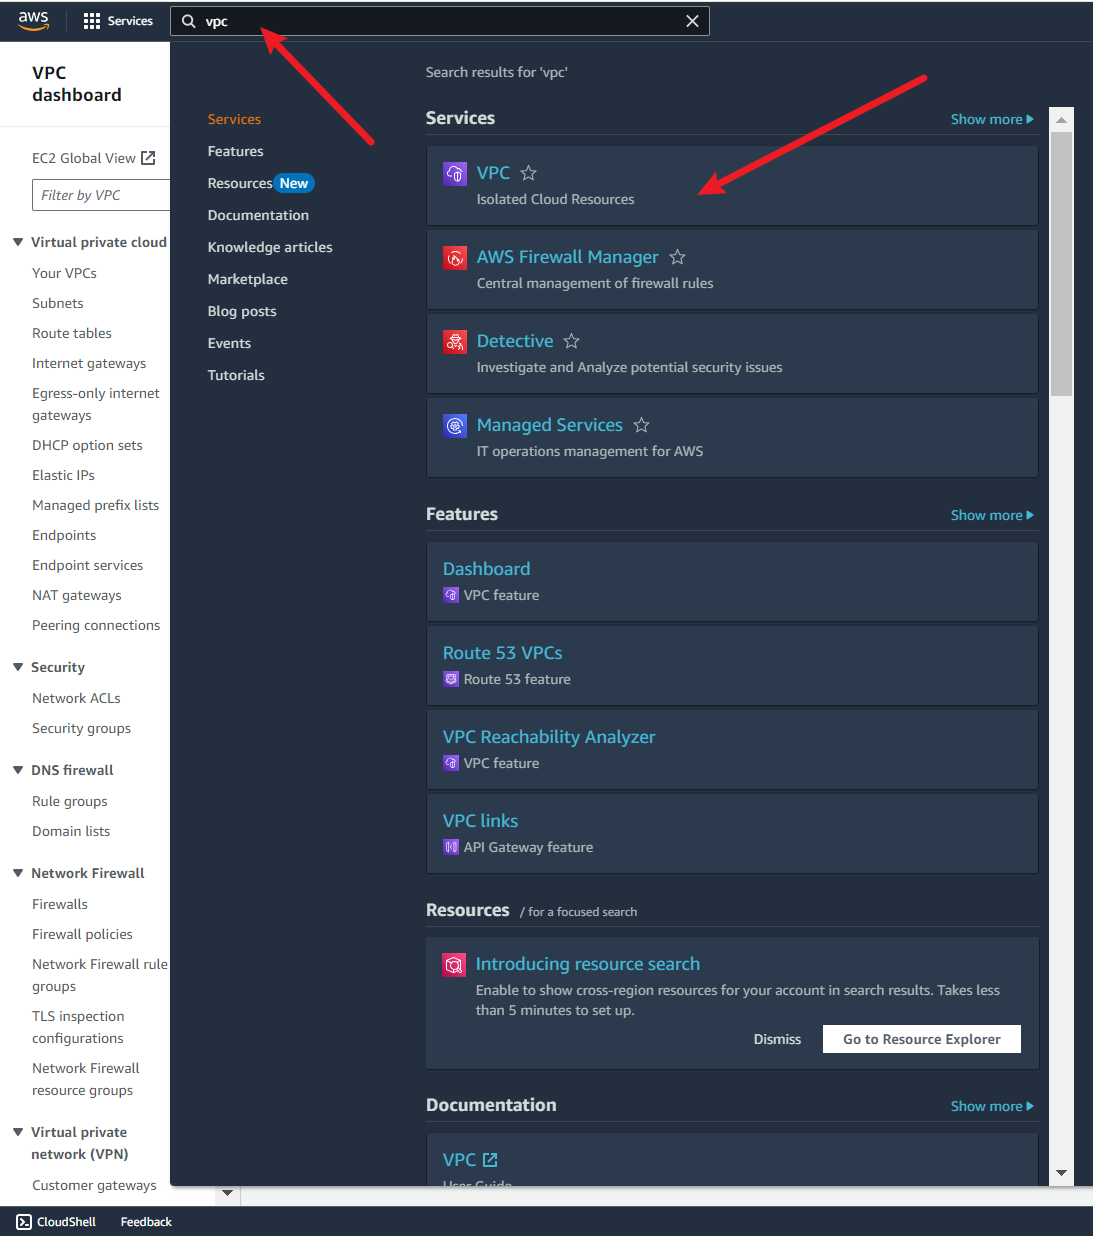 aws
Services
vpc
VPC
dashboard
EC2 Global View
Filter by VPC
Virtual private cloud
Your VPCs
Subnets
Route tables
Internet gateways
Egress-only internet
gateways
DHCP option sets
Elastic IPs
Managed prefix lists
Endpoints
Endpoint services
NAT gateways
Peering connections
Security
Network ACLs
Security groups
DNS firewall
Rule groups
Domain lists
Network Firewall
Firewalls
Firewall policies
Network Firewall rule
groups
TLS inspection
configurations
Network Firewall
resource groups
Virtual private
network (VPN)
Customer gateways
Search results for 'vpc'
Services
Features
Resources New
Documentation
Knowledge articles
Marketplace
Blog posts
Events
Tutorials
Services
Show more
VPC
Isolated Cloud Resources
AWS Firewall Manager
Central management of firewall rules
Detective
Investigate and Analyze potential security issues
Managed Services
IT operations management for AWS
Features
Show more
Dashboard
VPC feature
Route 53 VPCs
Route 53 feature
VPC Reachability Analyzer
VPC feature
VPC links
API Gateway feature
Resources / for a focused search
Introducing resource search
Enable to show cross-region resources for your account in search results. Takes less
than 5 minutes to set up.
Dismiss
Go to Resource Explorer
Documentation
Show more
VPC
User Guide
CloudShell
Feedback